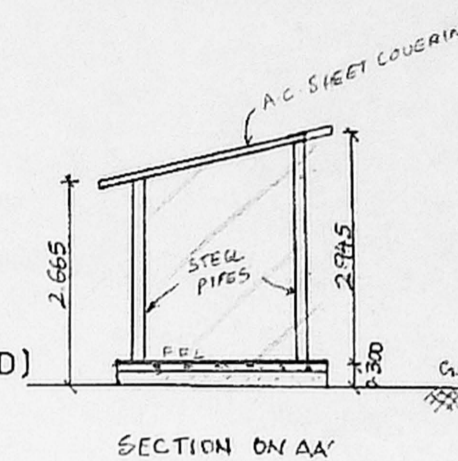 A.C. SHEET COVERIN
2.665
STEEL
PIPES
2.945
0.300
FFL
D)
G.
SECTION ON AA'